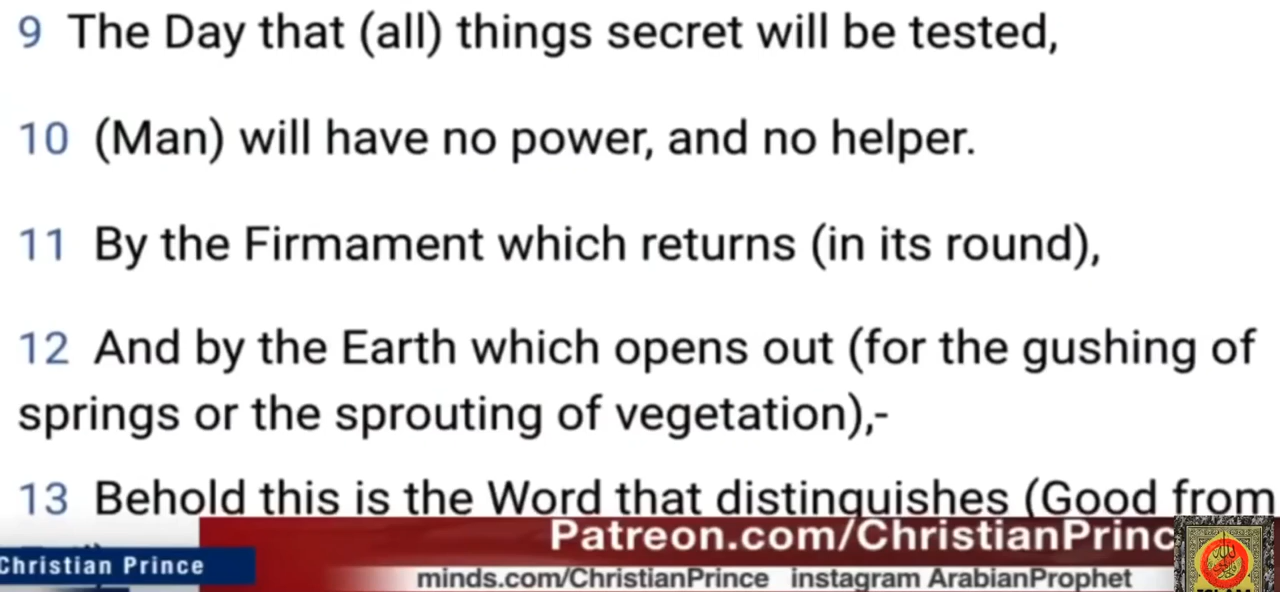 9 The Day that (all) things secret will be tested,
10 (Man) will have no power, and no helper.
11 By the Firmament which returns (in its round),
12 And by the Earth which opens out (for the gushing of
springs or the sprouting of vegetation),-
13 Behold this is the Word that distinguishes (Good from
Patreon.com/ChristianPrinc
Christian Prince
minds.com/ChristianPrince instagram ArabianProphet
ISLAM